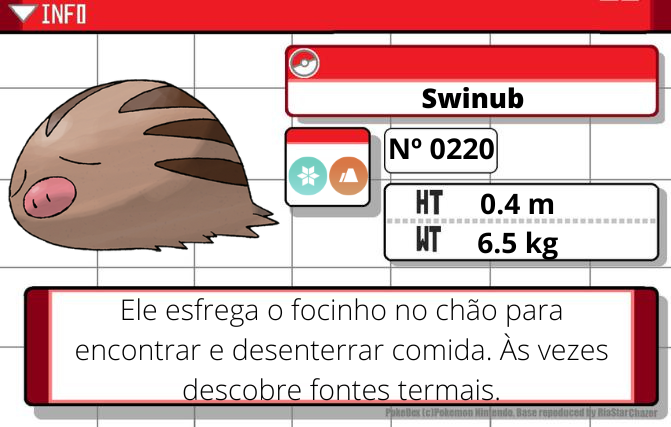 INFO
Swinub
Nº 0220
HT 0.4 m
WT 6.5 kg
Ele esfrega o focinho no chão para
encontrar e desenterrar comida. Às vezes
descobre fontes termais.
PokeDex (c)Pokemon Nintendo. Base reproduced by RiaStarChazer